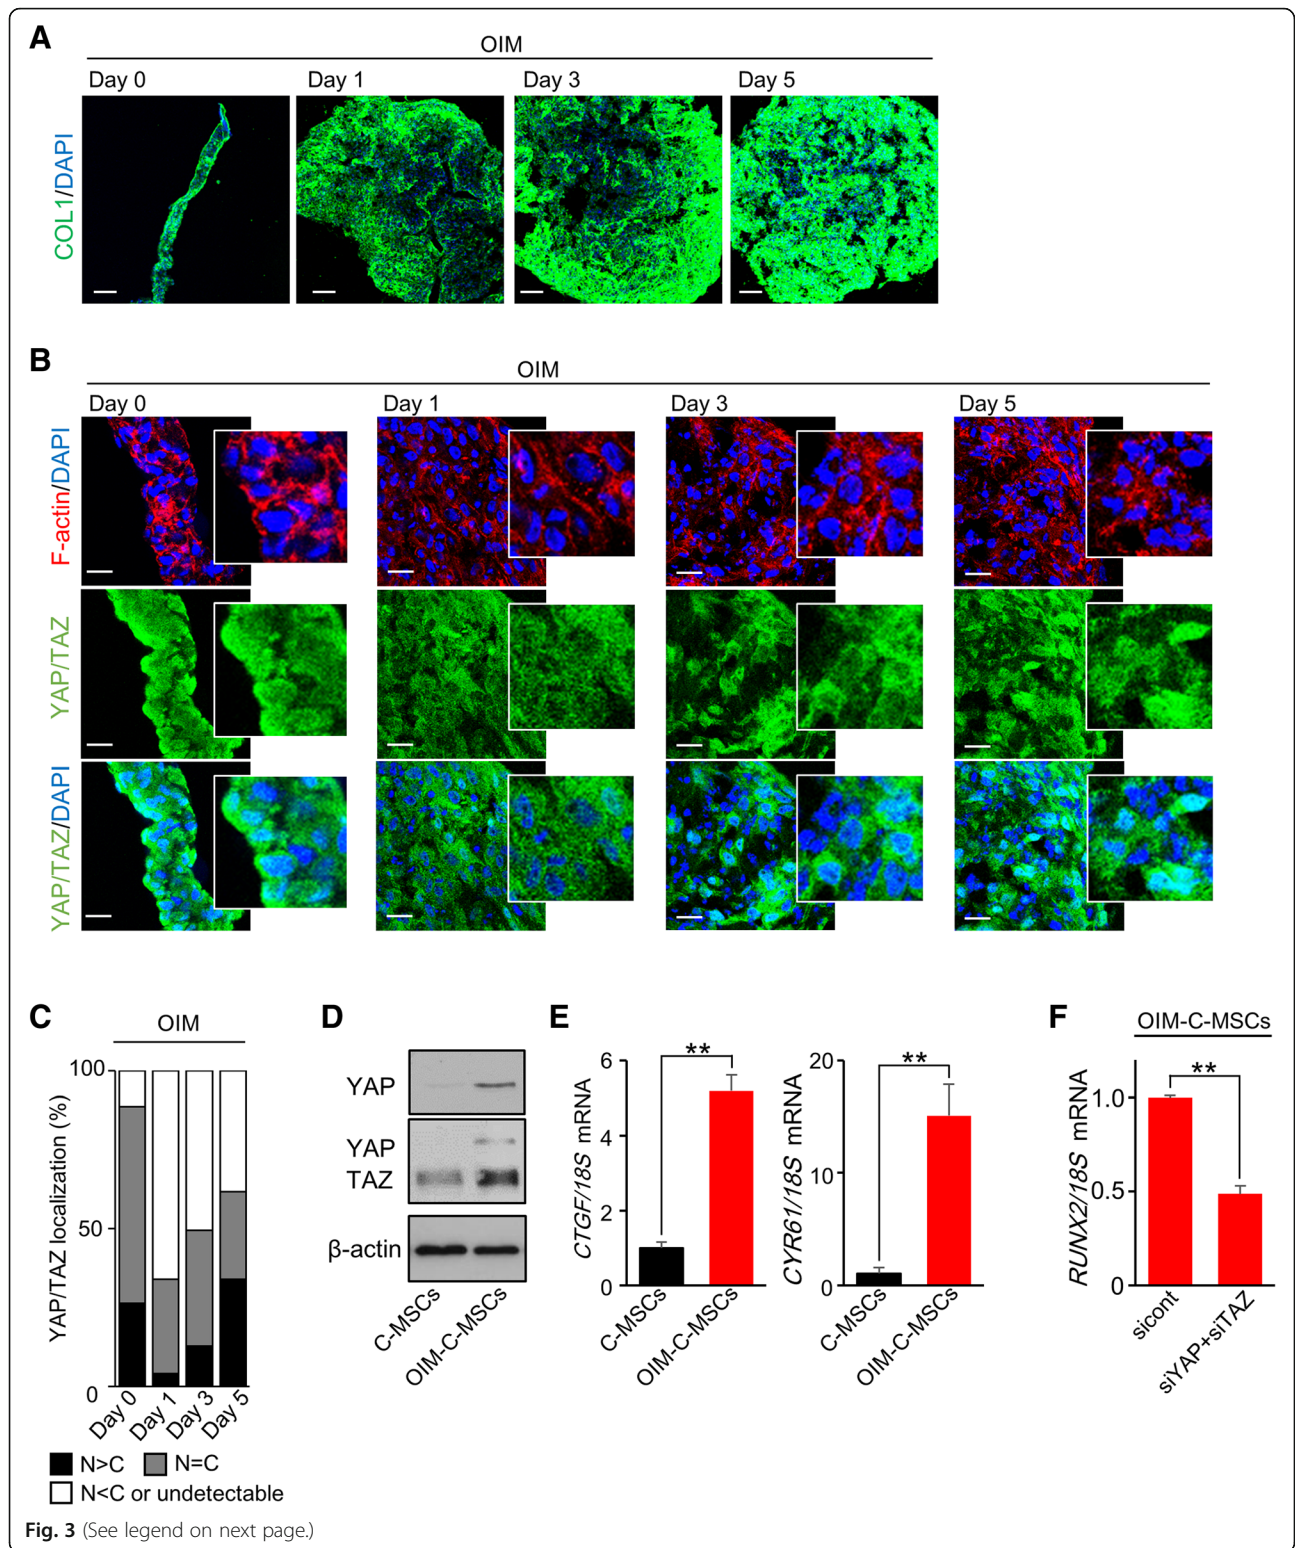 A
OIM
Day 0 Day 1 Day 3 Day 5
COL1/DAPI
B
OIM
Day 0 Day 1 Day 3 Day 5
F-actin/DAPI
YAP/TAZ
YAP/TAZ/DAPI
C
OIM
YAP/TAZ localization (%)
100
50
0
Day 0 Day 1 Day 3 Day 5
N>C N=C
N<C or undetectable
D
YAP
YAP
TAZ
β-actin
C-MSCs OIM-C-MSCs
E
CTGF/18S mRNA
6
4
2
0
**
C-MSCs OIM-C-MSCs
CYR61/18S mRNA
20
10
0
**
C-MSCs OIM-C-MSCs
F
OIM-C-MSCs
RUNX2/18S mRNA
1.0
0.5
0
**
sicont siYAP+siTAZ
Fig. 3 (See legend on next page.)